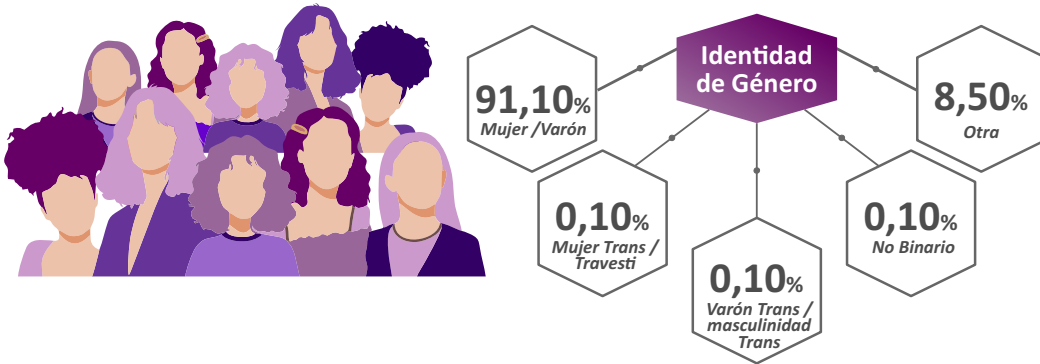 Identidad
de Género
91,10%
Mujer /Varón
0,10%
Mujer Trans /
Travesti
0,10%
Varón Trans /
masculinidad
Trans
0,10%
No Binario
8,50%
Otra